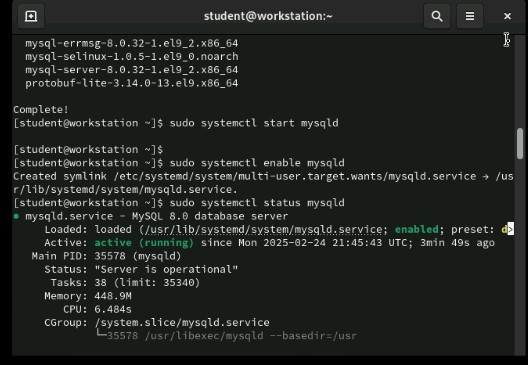 student@workstation:~
mysql-errmsg-8.0.32-1.el9_2.x86_64
mysql-selinux-1.0.5-1.el9_0.noarch
mysql-server-8.0.32-1.el9_2.x86_64
protobuf-lite-3.14.0-13.el9.x86_64
Complete!
[student@workstation ~]$ sudo systemctl start mysqld
[student@workstation ~]$
[student@workstation ~]$ sudo systemctl enable mysqld
Created symlink /etc/systemd/system/multi-user.target.wants/mysqld.service → /us
r/lib/systemd/system/mysqld.service.
[student@workstation ~]$ sudo systemctl status mysqld
● mysqld.service - MySQL 8.0 database server
Loaded: loaded (/usr/lib/systemd/system/mysqld.service; enabled; preset: d>
Active: active (running) since Mon 2025-02-24 21:45:43 UTC; 3min 49s ago
Main PID: 35578 (mysqld)
Status: "Server is operational"
Tasks: 38 (limit: 35340)
Memory: 448.9M
CPU: 6.484s
CGroup: /system.slice/mysqld.service
└─35578 /usr/libexec/mysqld --basedir=/usr